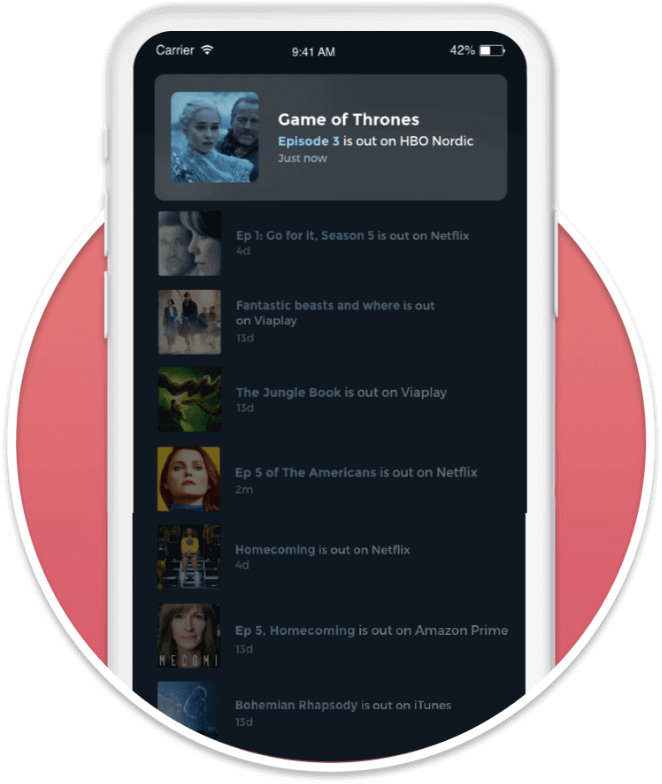 Carrier 9:41 AM 42%
Game of Thrones
Episode 3 is out on HBO Nordic
Just now
Ep 1: Go for it, Season 5 is out on Netflix
4d
Fantastic beasts and where is out
on Viaplay
13d
The Jungle Book is out on Viaplay
13d
Ep 5 of The Americans is out on Netflix
2m
Homecoming is out on Netflix
4d
Ep 5, Homecoming is out on Amazon Prime
13d
MECOMI
Bohemian Rhapsody is out on iTunes
13d